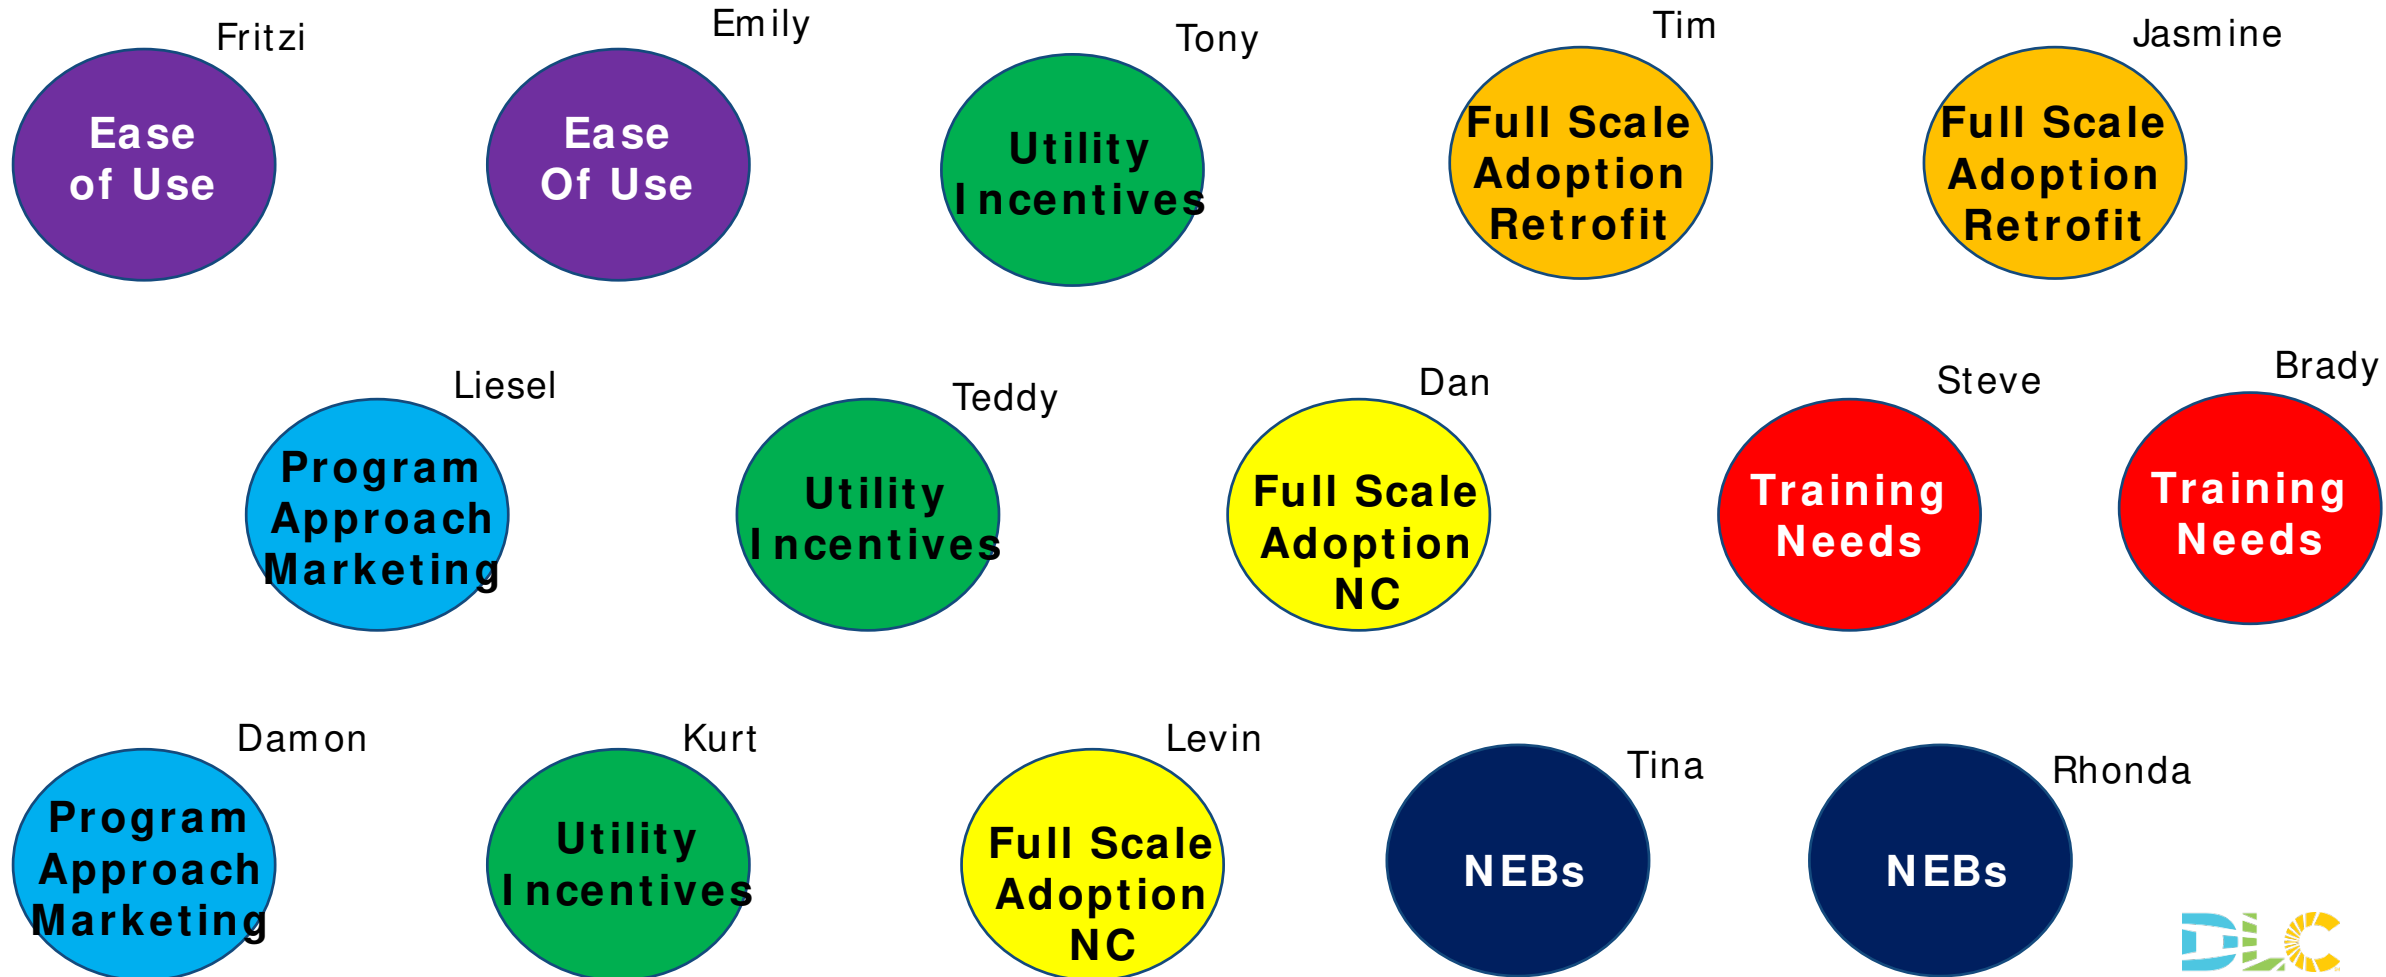 Fritzi
Ease
of Use
Emily
Ease
Of Use
Tony
Utility
Incentives
Tim
Full Scale
Adoption
Retrofit
Jasmine
Full Scale
Adoption
Retrofit
Liesel
Program
Approach
Marketing
Teddy
Utility
Incentives
Dan
Full Scale
Adoption
NC
Steve
Training
Needs
Brady
Training
Needs
Damon
Program
Approach
Marketing
Kurt
Utility
Incentives
Levin
Full Scale
Adoption
NC
Tina
NEBs
Rhonda
NEBs
DLC